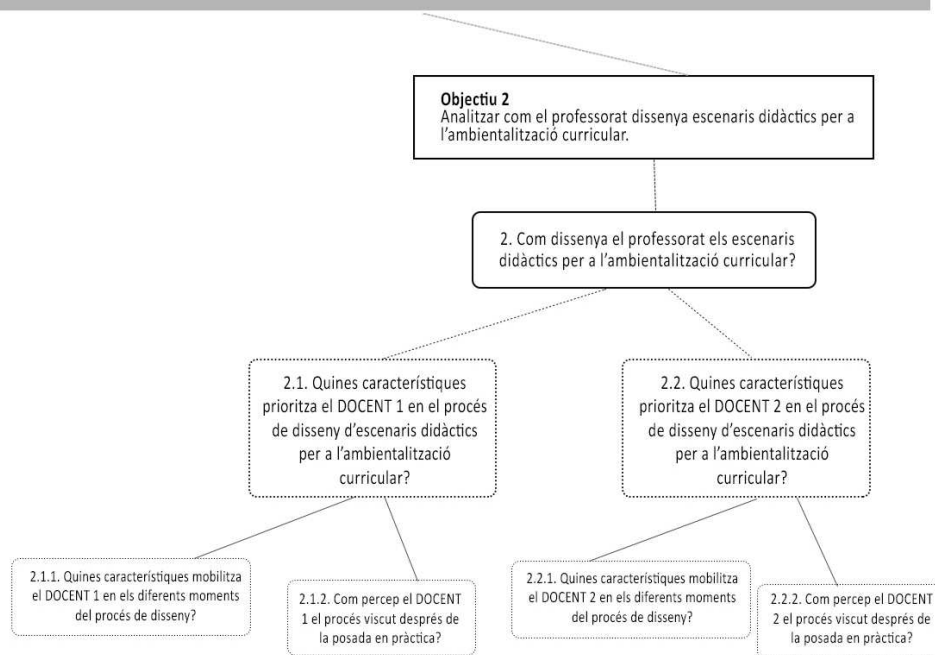 Objectiu 2
Analitzar com el professorat dissenya escenaris didàctics per a
l'ambientalització curricular.
2. Com dissenya el professorat els escenaris
didàctics per a l'ambientalització curricular?
2.1. Quines característiques
prioritza el DOCENT 1 en el procés
de disseny d'escenaris didàctics
per a l'ambientalització
curricular?
2.2. Quines característiques
prioritza el DOCENT 2 en el procés
de disseny d'escenaris didàctics
per a l'ambientalització
curricular?
2.1.1. Quines característiques mobilitza
el DOCENT 1 en els diferents moments
del procés de disseny?
2.1.2. Com percep el DOCENT
1 el procés viscut després de
la posada en pràctica?
2.2.1. Quines característiques mobilitza
el DOCENT 2 en els diferents moments
del procés de disseny?
2.2.2. Com percep el DOCENT
2 el procés viscut després de
la posada en pràctica?